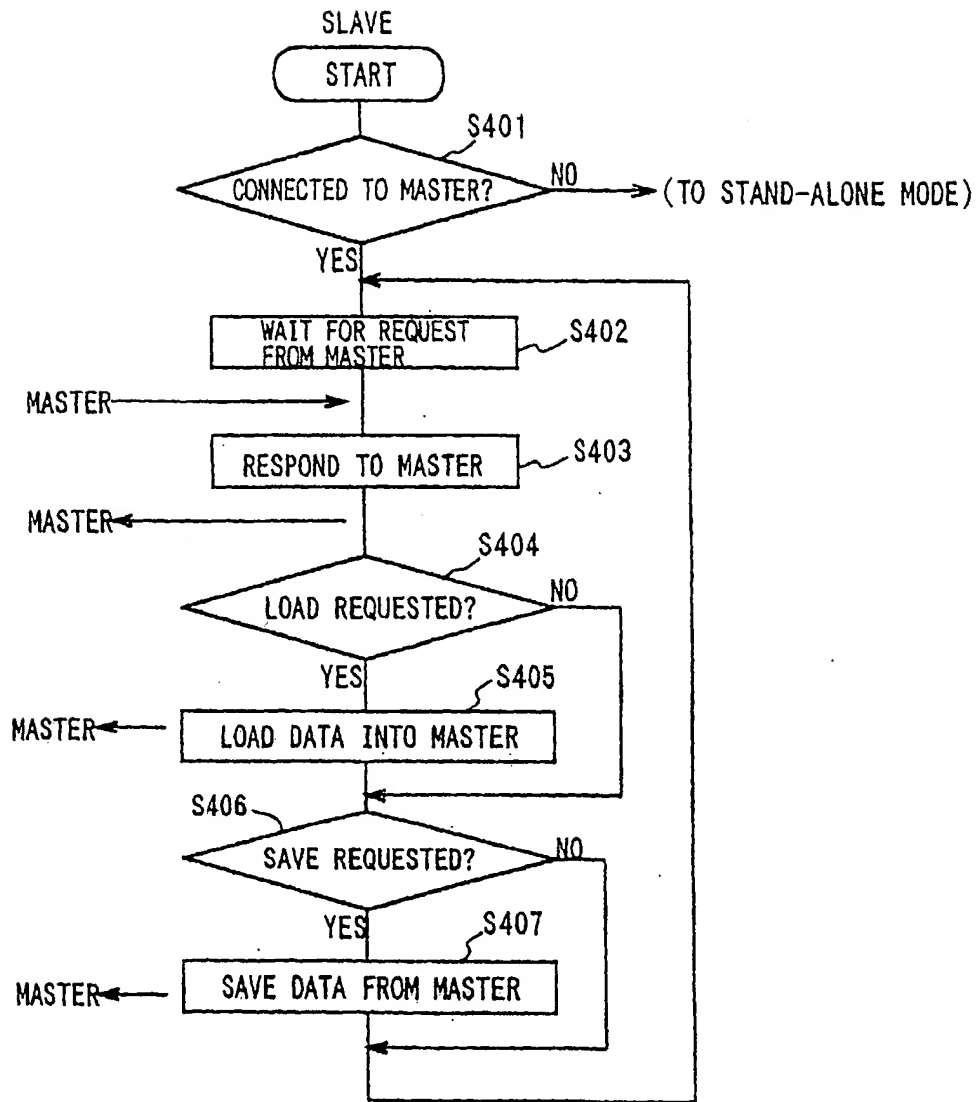 SLAVE
START
S401
CONNECTED TO MASTER?
NO
(TO STAND-ALONE MODE)
YES
WAIT FOR REQUEST
FROM MASTER
S402
MASTER
RESPOND TO MASTER
S403
MASTER
S404
LOAD REQUESTED?
NO
YES
S405
MASTER
LOAD DATA INTO MASTER
S406
SAVE REQUESTED?
NO
YES
S407
MASTER
SAVE DATA FROM MASTER